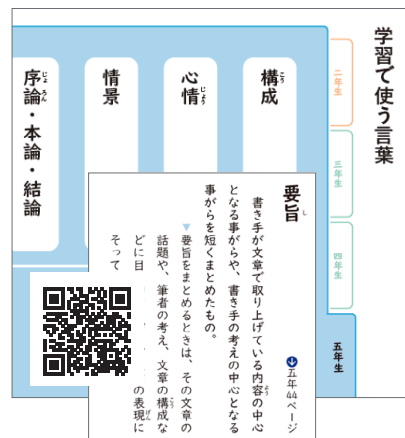 学習で使う言葉
二年生
三年生
四年生
五年生
構成
心情
情景
序論・本論・結論
要旨
五年44ページ
書き手が文章で取り上げている内容の中心
となる事がらや、書き手の考えの中心となる
事がらを短くまとめたもの。
▼要旨をまとめるときは、その文章の
話題や、筆者の考え、文章の構成な
どに目
の表現に
そって